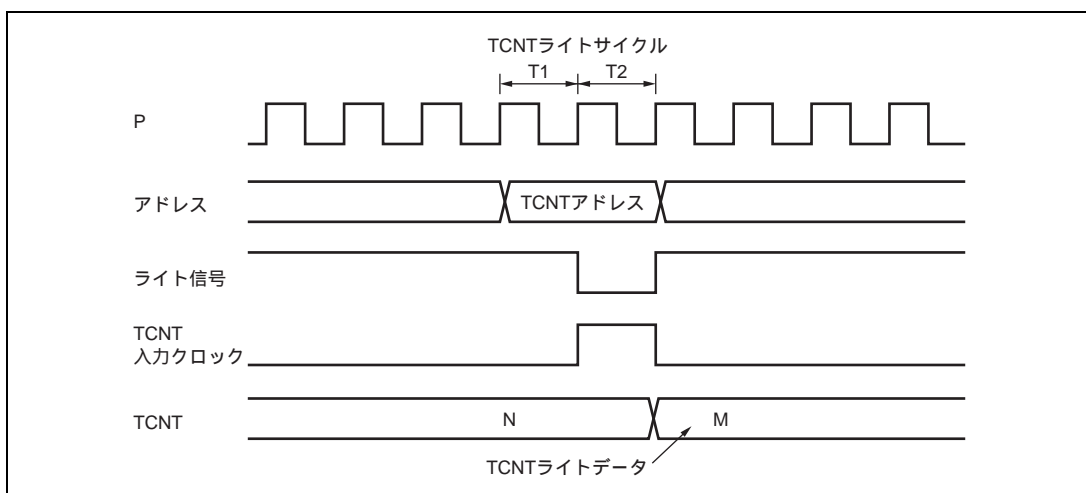 TCNTライトサイクル
T1
T2
P
アドレス
TCNTアドレス
ライト信号
TCNT
入力クロック
TCNT
N
M
TCNTライトデータ